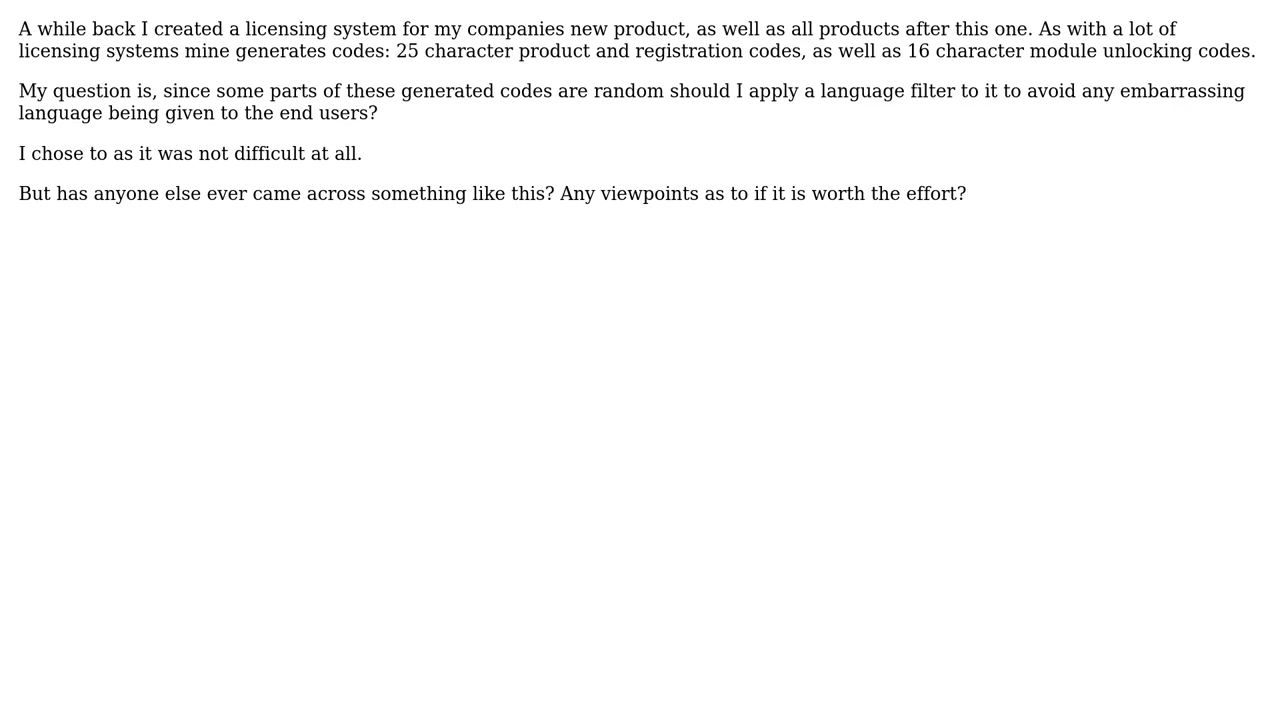 A while back I created a licensing system for my companies new product, as well as all products after this one. As with a lot of
licensing systems mine generates codes: 25 character product and registration codes, as well as 16 character module unlocking codes.
My question is, since some parts of these generated codes are random should I apply a language filter to it to avoid any embarrassing
language being given to the end users?
I chose to as it was not difficult at all.
But has anyone else ever came across something like this? Any viewpoints as to if it is worth the effort?